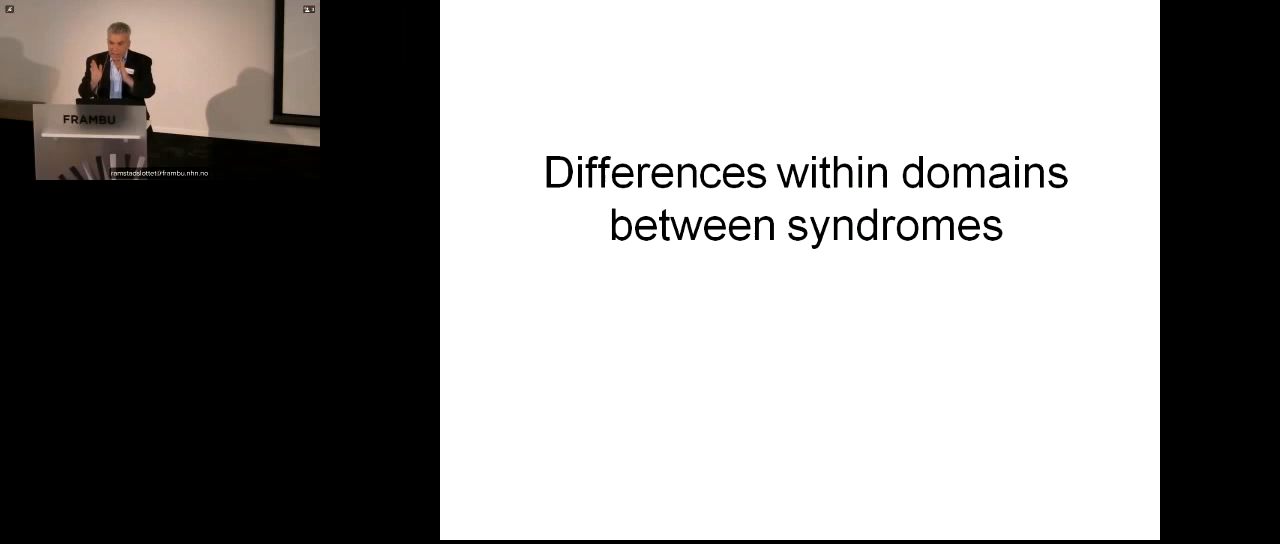 FRAMBU
ramstadslottet@frambu.nhn.no
Differences within domains
between syndromes